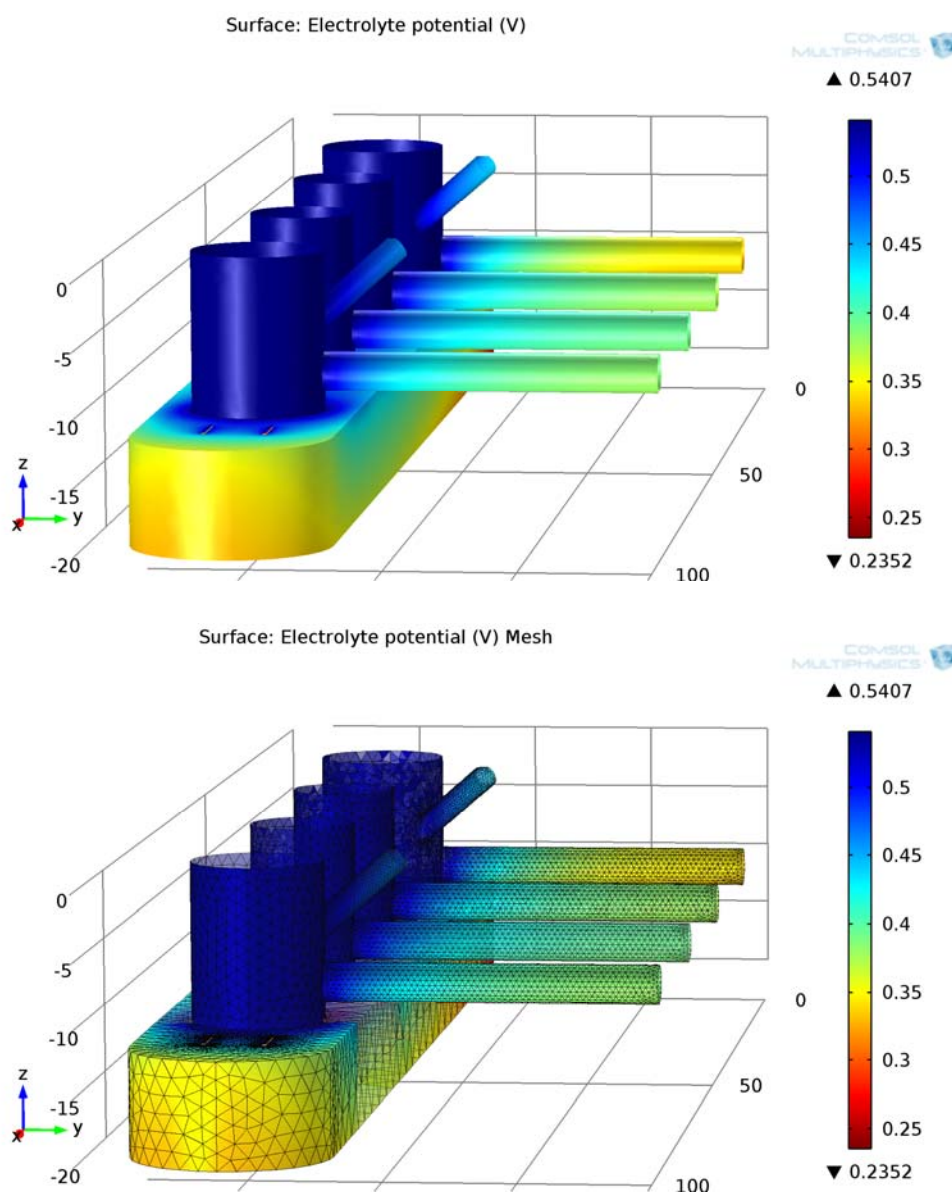 Surface: Electrolyte potential (V)
COMSOL
MULTIPHYSICS
▲ 0.5407
0.5
0.45
0.4
0.35
0.3
0.25
▼ 0.2352
0
-5
-10
-15
-20
z
y
x
0
50
100
Surface: Electrolyte potential (V) Mesh
COMSOL
MULTIPHYSICS
▲ 0.5407
0.5
0.45
0.4
0.35
0.3
0.25
▼ 0.2352
0
-5
-10
-15
-20
z
y
x
0
50
100